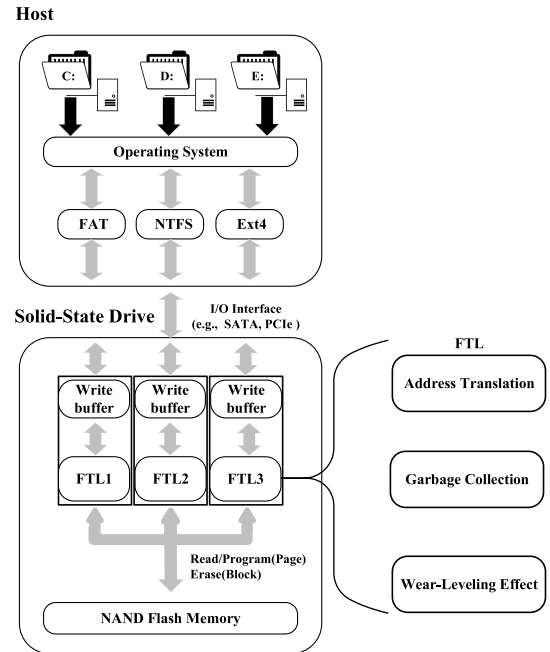 Host
C: D: E:
Operating System
FAT NTFS Ext4
I/O Interface
(e.g., SATA, PCIe )
Solid-State Drive
Write buffer
Write buffer
Write buffer
FTL1 FTL2 FTL3
Read/Program(Page)
Erase(Block)
NAND Flash Memory
FTL
Address Translation
Garbage Collection
Wear-Leveling Effect